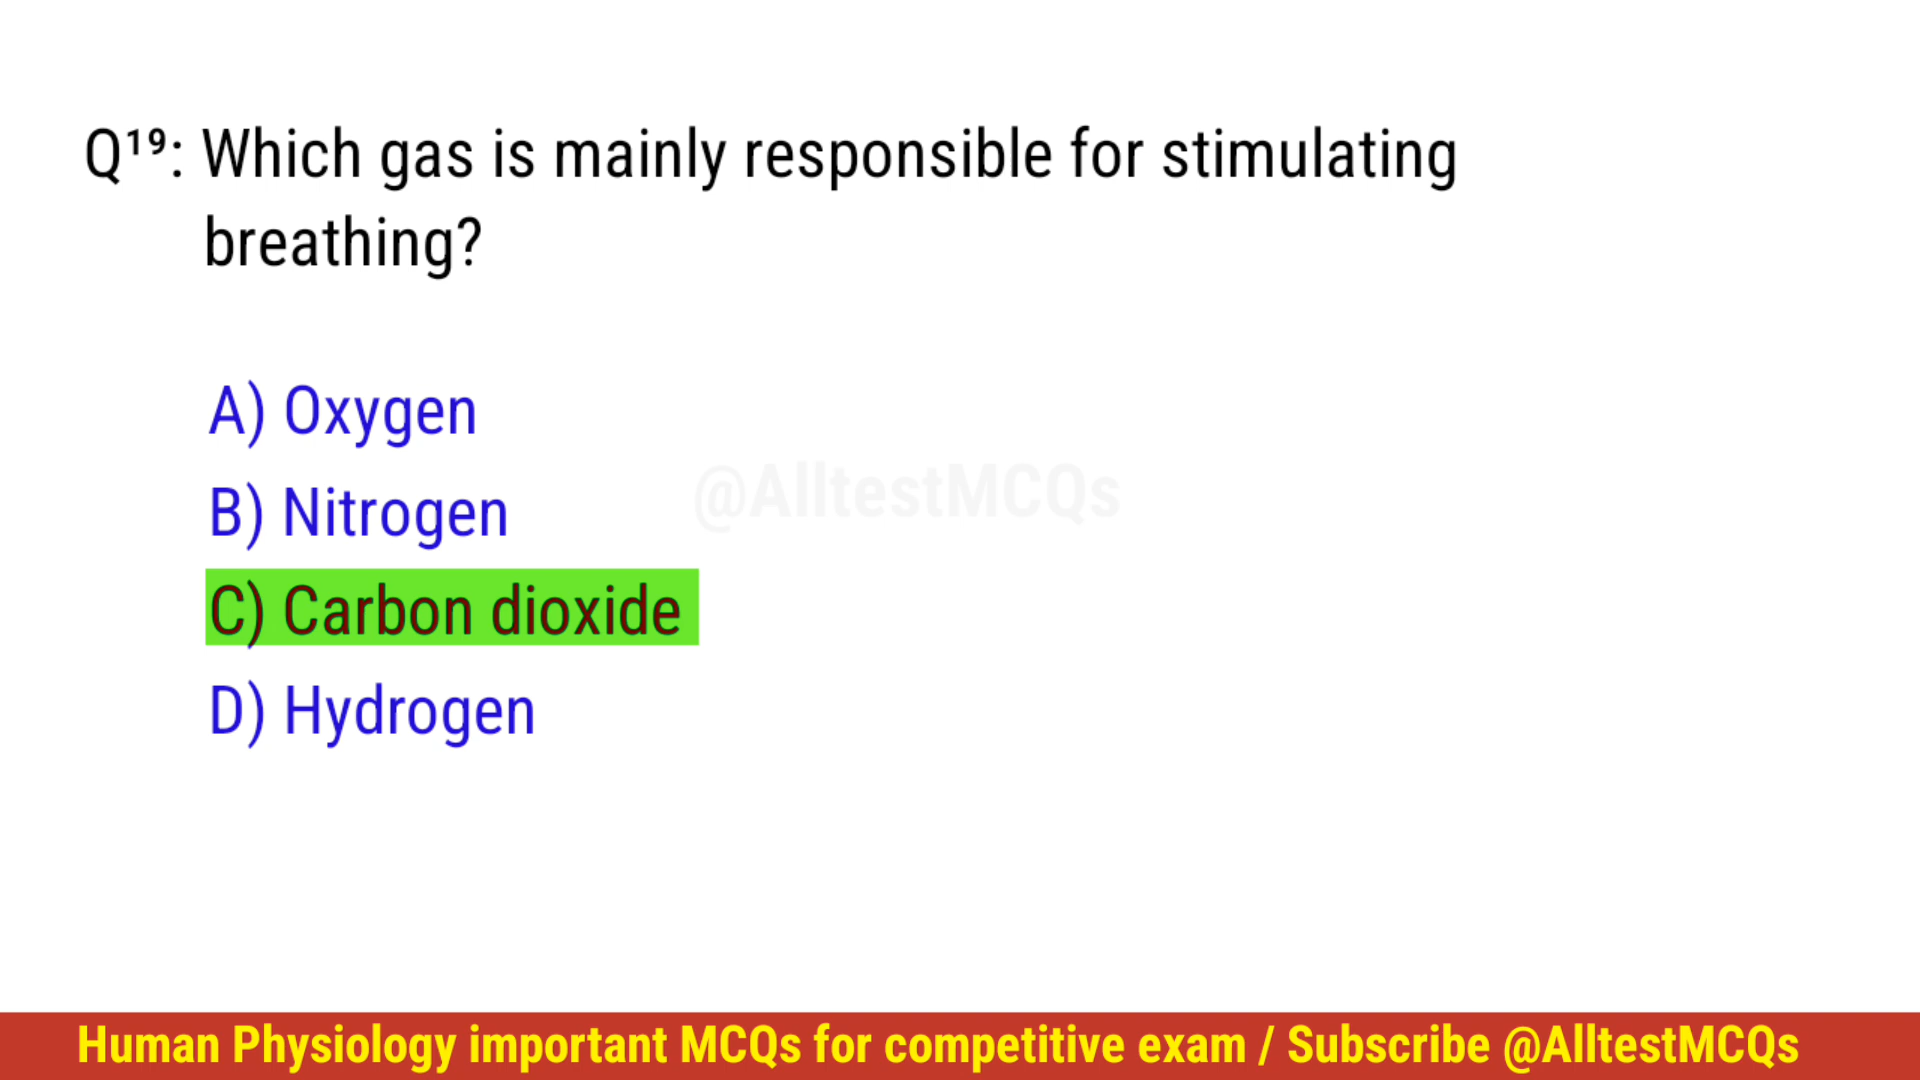 Q¹⁹: Which gas is mainly responsible for stimulating
breathing?
A) Oxygen
@AlltestMCQs
B) Nitrogen
C) Carbon dioxide
D) Hydrogen
Human Physiology important MCQs for competitive exam / Subscribe @AlltestMCQs